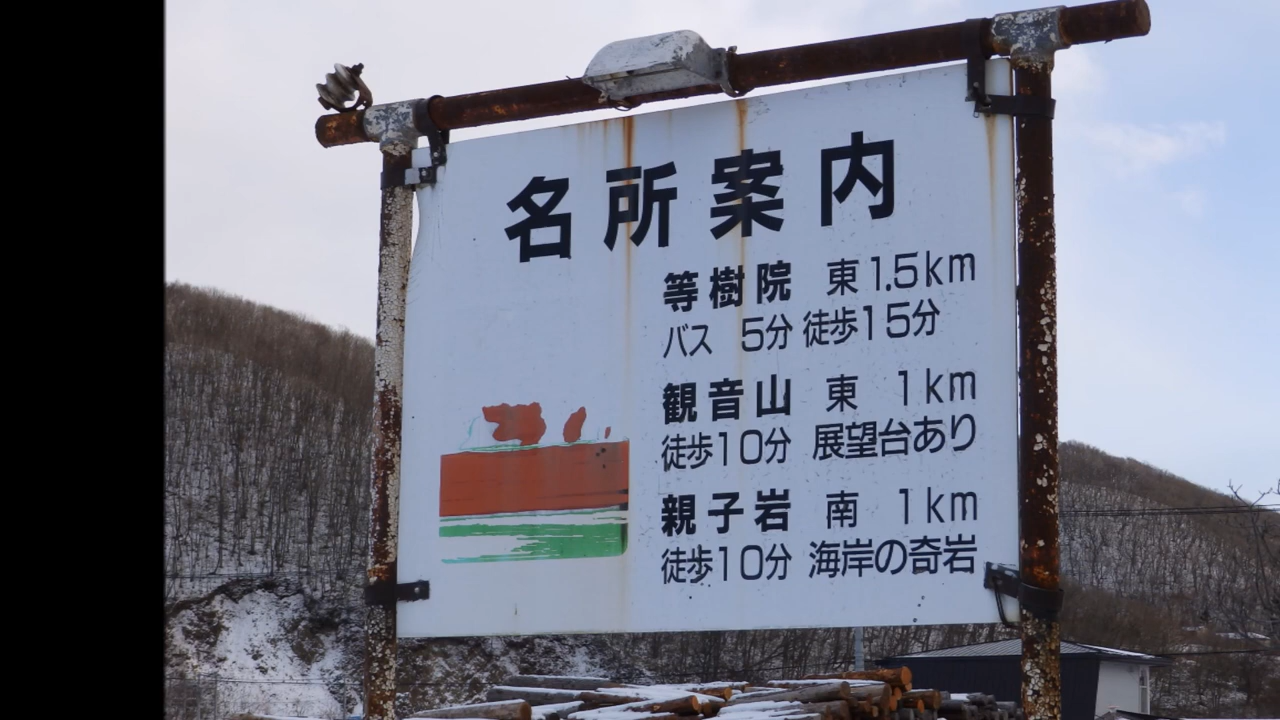 名所案内
等樹院 東1.5km
バス 5分 徒歩15分
観音山 東 1km
徒歩10分 展望台あり
親子岩 南 1km
徒歩10分 海岸の奇岩